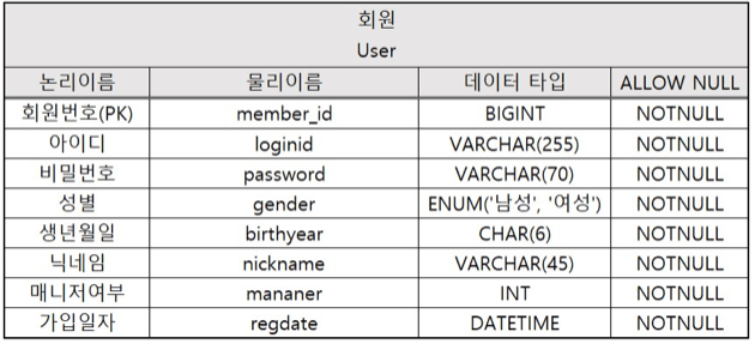 회원
User
논리이름 물리이름 데이터 타입 ALLOW NULL
회원번호(PK) member_id BIGINT NOTNULL
아이디 loginid VARCHAR(255) NOTNULL
비밀번호 password VARCHAR(70) NOTNULL
성별 gender ENUM('남성', '여성') NOTNULL
생년월일 birthyear CHAR(6) NOTNULL
닉네임 nickname VARCHAR(45) NOTNULL
매니저여부 mananer INT NOTNULL
가입일자 regdate DATETIME NOTNULL